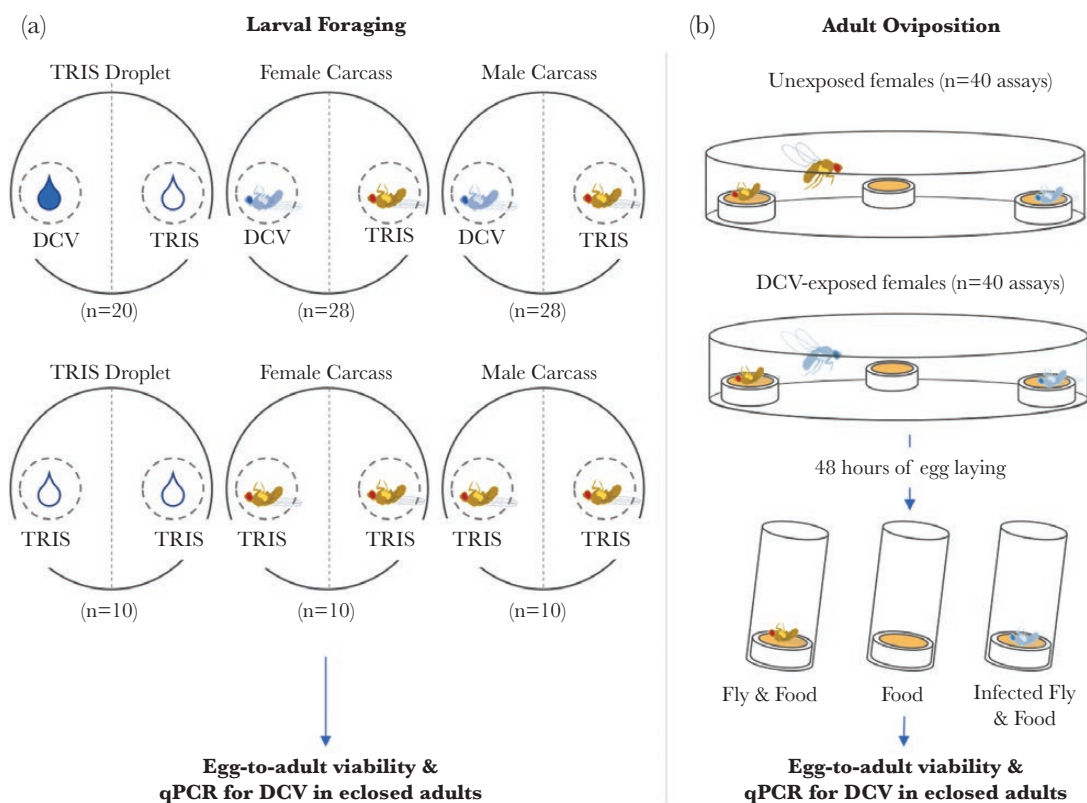 (a)
Larval Foraging
TRIS Droplet
Female Carcass
Male Carcass
DCV
TRIS
DCV
TRIS
DCV
TRIS
(n=20)
(n=28)
(n=28)
TRIS Droplet
Female Carcass
Male Carcass
TRIS
TRIS
TRIS
TRIS
TRIS
TRIS
(n=10)
(n=10)
(n=10)
Egg-to-adult viability &
qPCR for DCV in eclosed adults
(b)
Adult Oviposition
Unexposed females (n=40 assays)
DCV-exposed females (n=40 assays)
48 hours of egg laying
Fly & Food
Food
Infected Fly
& Food
Egg-to-adult viability &
qPCR for DCV in eclosed adults